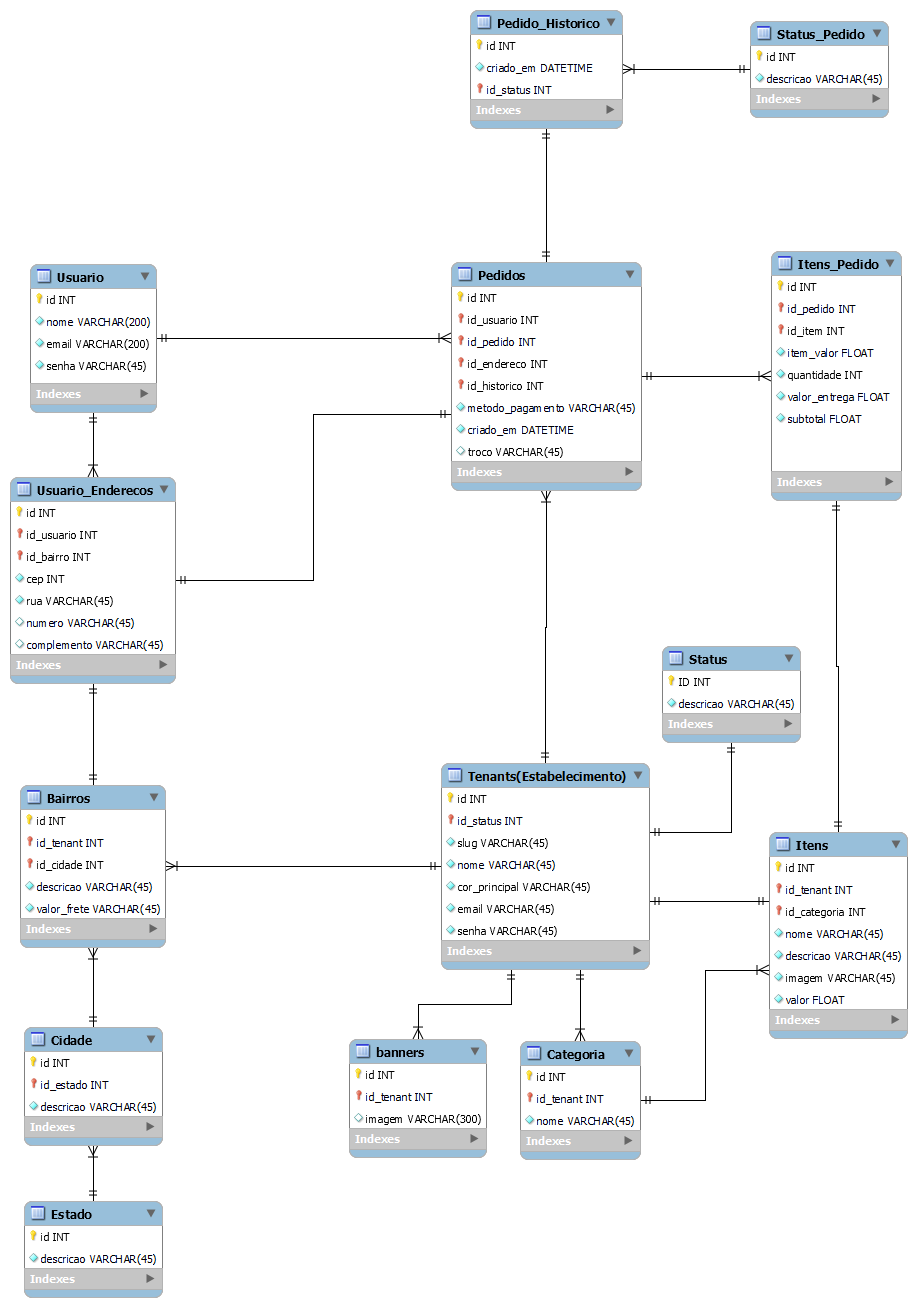 Pedido_Historico
id INT
criado_em DATETIME
id_status INT
Indexes
Status_Pedido
id INT
descricao VARCHAR(45)
Indexes
Usuario
id INT
nome VARCHAR(200)
email VARCHAR(200)
senha VARCHAR(45)
Indexes
Pedidos
id INT
id_usuario INT
id_pedido INT
id_endereco INT
id_historico INT
metodo_pagamento VARCHAR(45)
criado_em DATETIME
troco VARCHAR(45)
Indexes
Itens_Pedido
id INT
id_pedido INT
id_item INT
item_valor FLOAT
quantidade INT
valor_entrega FLOAT
subtotal FLOAT
Indexes
Usuario_Enderecos
id INT
id_usuario INT
id_bairro INT
cep INT
rua VARCHAR(45)
numero VARCHAR(45)
complemento VARCHAR(45)
Indexes
Status
ID INT
descricao VARCHAR(45)
Indexes
Bairros
id INT
id_tenant INT
id_cidade INT
descricao VARCHAR(45)
valor_frete VARCHAR(45)
Indexes
Tenants(Estabelecimento)
id INT
id_status INT
slug VARCHAR(45)
nome VARCHAR(45)
cor_principal VARCHAR(45)
email VARCHAR(45)
senha VARCHAR(45)
Indexes
Itens
id INT
id_tenant INT
id_categoria INT
nome VARCHAR(45)
descricao VARCHAR(45)
imagem VARCHAR(45)
valor FLOAT
Indexes
Cidade
id INT
id_estado INT
descricao VARCHAR(45)
Indexes
banners
id INT
id_tenant INT
imagem VARCHAR(300)
Indexes
Categoria
id INT
id_tenant INT
nome VARCHAR(45)
Indexes
Estado
id INT
descricao VARCHAR(45)
Indexes